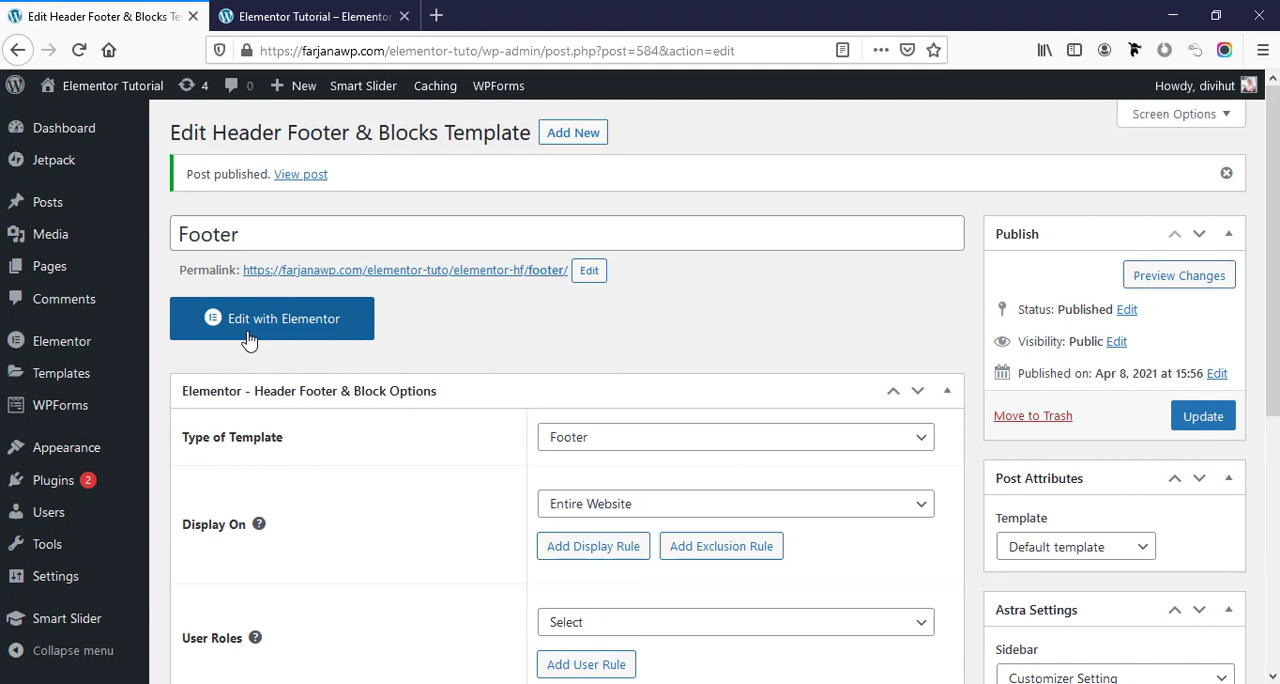 Edit Header Footer & Blocks Te
Elementor Tutorial – Elemento
https://farjanawp.com/elementor-tuto/wp-admin/post.php?post=584&action=edit
Elementor Tutorial
4
0
New
Smart Slider
Caching
WPForms
Howdy, divihut
Dashboard
Jetpack
Posts
Media
Pages
Comments
Elementor
Templates
WPForms
Appearance
Plugins 2
Users
Tools
Settings
Smart Slider
Collapse menu
Screen Options
Edit Header Footer & Blocks Template
Add New
Post published. View post
Footer
Permalink: https://farjanawp.com/elementor-tuto/elementor-hf/footer/ Edit
Edit with Elementor
Elementor - Header Footer & Block Options
Type of Template
Footer
Display On ?
Entire Website
Add Display Rule
Add Exclusion Rule
User Roles ?
Select
Add User Rule
Publish
Preview Changes
Status: Published Edit
Visibility: Public Edit
Published on: Apr 8, 2021 at 15:56 Edit
Move to Trash
Update
Post Attributes
Template
Default template
Astra Settings
Sidebar
Customizer Setting